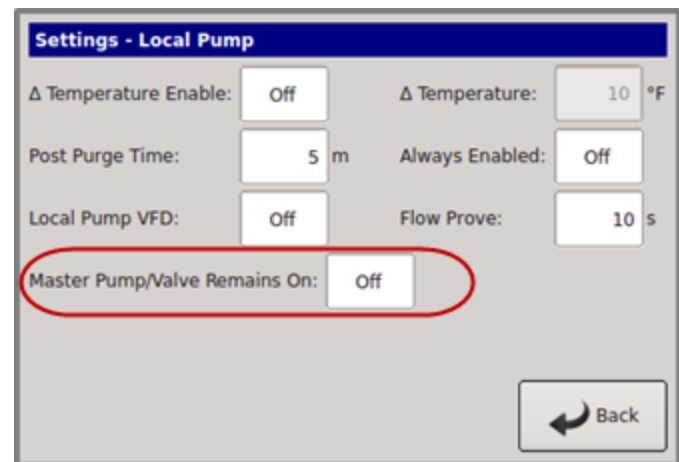 Settings - Local Pump
Δ Temperature Enable: Off Δ Temperature: 10 °F
Post Purge Time: 5 m Always Enabled: Off
Local Pump VFD: Off Flow Prove: 10 s
Master Pump/Valve Remains On: Off
Back